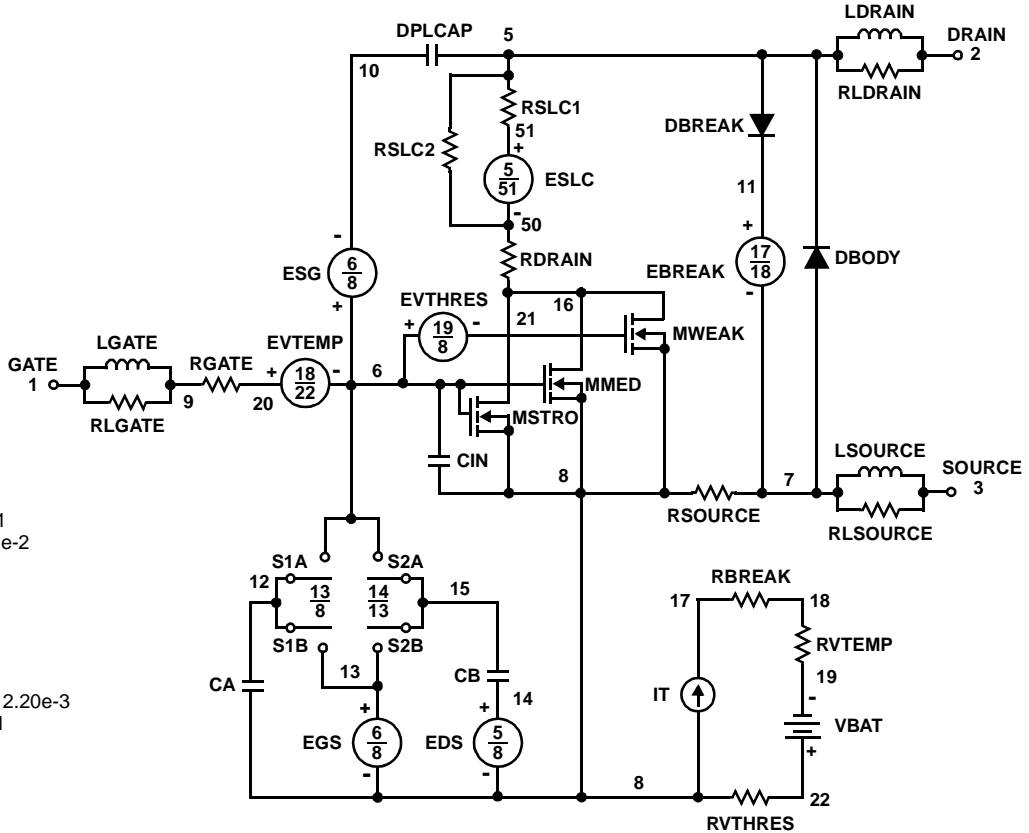 LDRAIN
DPLCAP 5 DRAIN
10 2
RLDRAIN
RSLC1
DBREAK
51
+
RSLC2
5
51
ESLC
11
-
50
-
+
RDRAIN
17
18
DBODY
ESG
6
8
EBREAK
EVTHRES
16
-
+
+
19
8
-
21
MWEAK
LGATE
EVTEMP
GATE
1
RGATE
+
18
22
-
6
MMED
9
20
MSTRO
RLGATE
LSOURCE
CIN
8
7
SOURCE
3
RSOURCE
RLSOURCE
1
e-2
S1A
S2A
12
13
8
14
13
15
RBREAK
17
18
S1B
S2B
RVTEMP
13
CB
19
CA
14
IT
-
2.20e-3
+
+
VBAT
EGS
6
8
EDS
5
8
+
-
-
8
22
RVTHRES